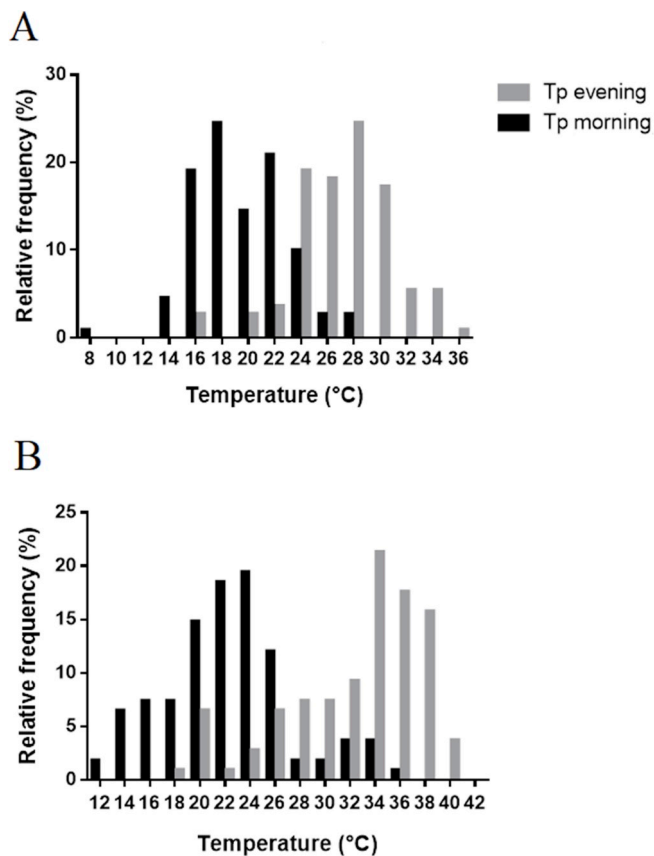 A
Relative frequency (%)
30
20
10
0
8 10 12 14 16 18 20 22 24 26 28 30 32 34 36
Temperature (°C)
Tp evening
Tp morning
B
Relative frequency (%)
25
20
15
10
5
0
12 14 16 18 20 22 24 26 28 30 32 34 36 38 40 42
Temperature (°C)